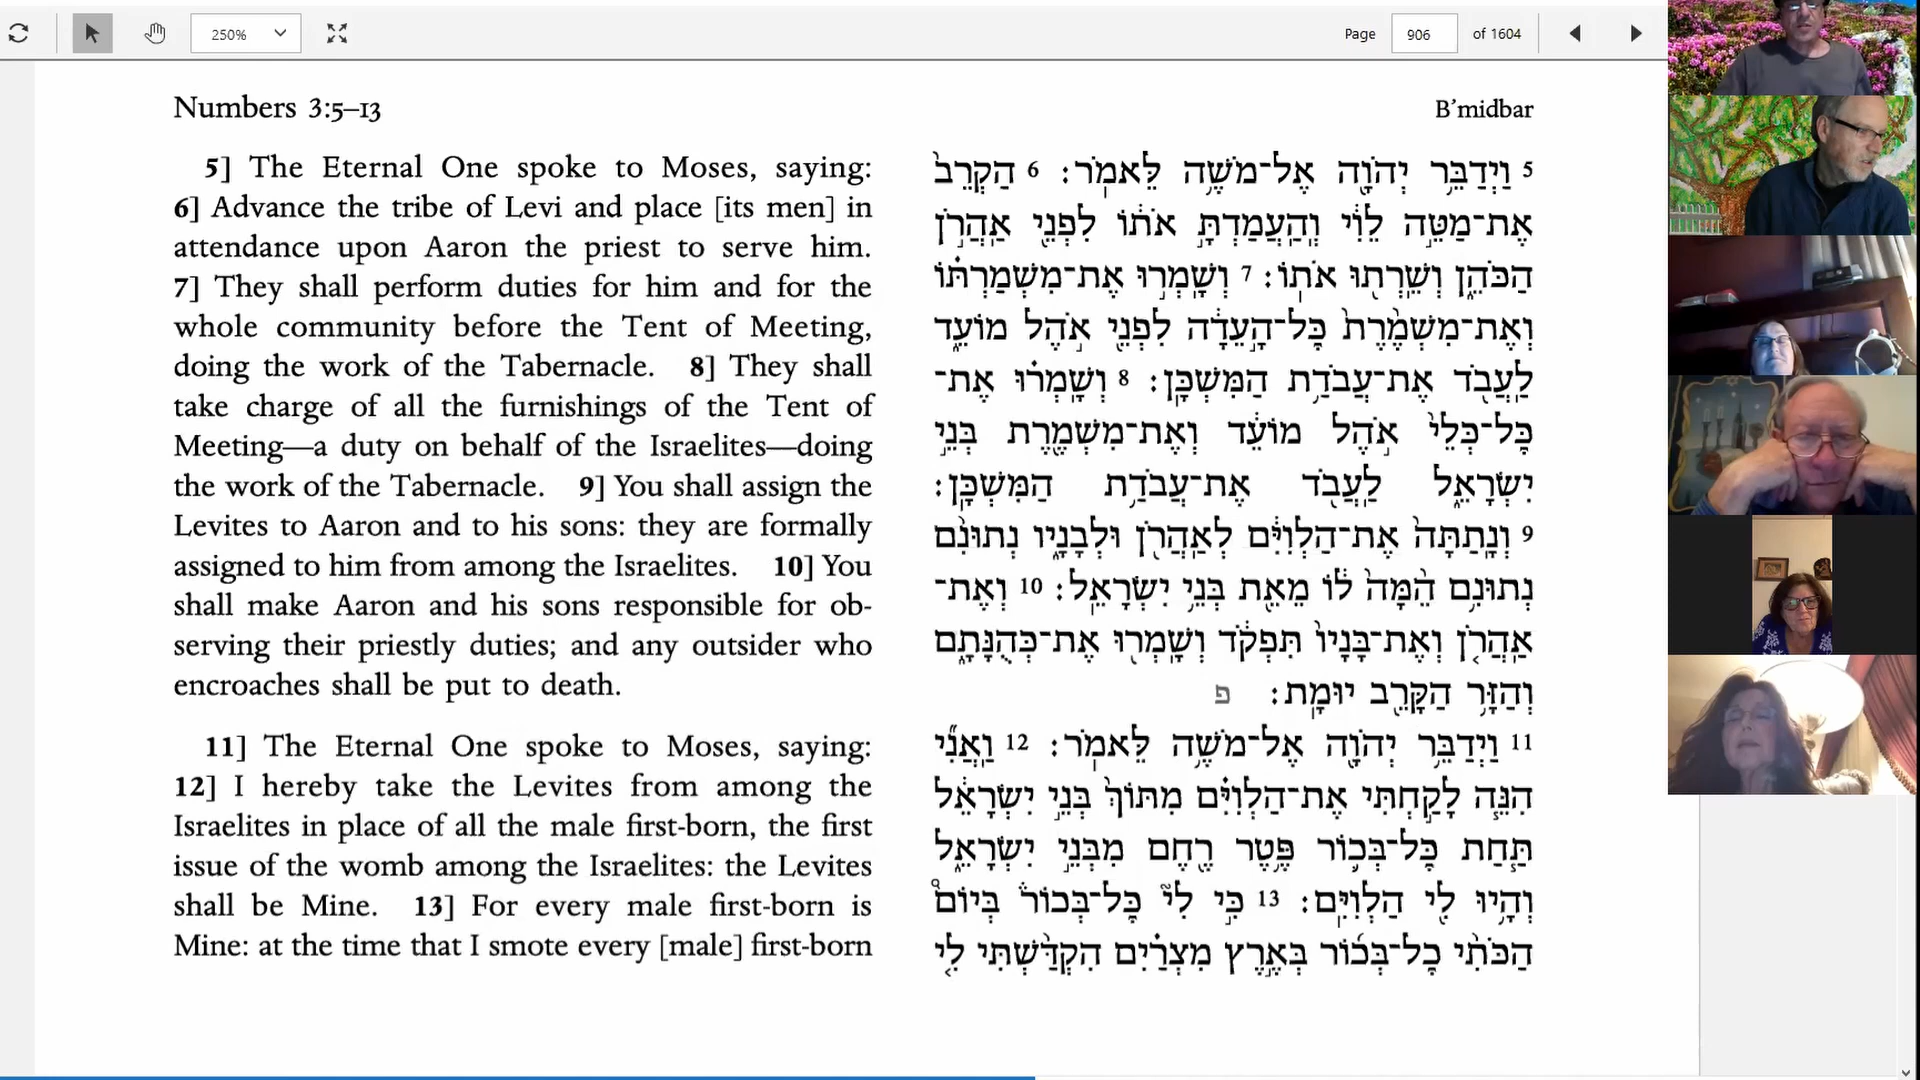 250%
Page 906 of 1604
Numbers 3:5–13
B’midbar
5] The Eternal One spoke to Moses, saying:
6] Advance the tribe of Levi and place [its men] in
attendance upon Aaron the priest to serve him.
7] They shall perform duties for him and for the
whole community before the Tent of Meeting,
doing the work of the Tabernacle. 8] They shall
take charge of all the furnishings of the Tent of
Meeting—a duty on behalf of the Israelites—doing
the work of the Tabernacle. 9] You shall assign the
Levites to Aaron and to his sons: they are formally
assigned to him from among the Israelites. 10] You
shall make Aaron and his sons responsible for ob-
serving their priestly duties; and any outsider who
encroaches shall be put to death.
11] The Eternal One spoke to Moses, saying:
12] I hereby take the Levites from among the
Israelites in place of all the male first-born, the first
issue of the womb among the Israelites: the Levites
shall be Mine. 13] For every male first-born is
Mine: at the time that I smote every [male] first-born
5 וַיְדַבֵּ֥ר יְהֹוָ֖ה אֶל־מֹשֶׁ֥ה לֵּאמֹֽר׃ 6 הַקְרֵב֙
אֶת־מַטֵּ֣ה לֵוִ֔י וְהַֽעֲמַדְתָּ֣ אֹת֔וֹ לִפְנֵ֖י אַֽהֲרֹ֣ן
הַכֹּהֵ֑ן וְשֵֽׁרְת֖וּ אֹתֽוֹ׃ 7 וְשָֽׁמְר֣וּ אֶת־מִשְׁמַרְתּ֗וֹ
וְאֶת־מִשְׁמֶ֙רֶת֙ כׇּל־הָ֣עֵדָ֔ה לִפְנֵ֖י אֹ֣הֶל מוֹעֵ֑ד
לַֽעֲבֹ֖ד אֶת־עֲבֹדַ֥ת הַמִּשְׁכָּֽן׃ 8 וְשָֽׁמְר֗וּ אֶת־
כׇּל־כְּלֵי֙ אֹ֣הֶל מוֹעֵ֔ד וְאֶת־מִשְׁמֶ֖רֶת בְּנֵ֣י
יִשְׂרָאֵ֑ל לַֽעֲבֹ֖ד אֶת־עֲבֹדַ֥ת הַמִּשְׁכָּֽן׃
9 וְנָֽתַתָּה֙ אֶת־הַלְוִיִּ֔ם לְאַֽהֲרֹ֖ן וּלְבָנָ֑יו נְתוּנִ֨ם
נְתוּנִ֥ם הֵ֙מָּה֙ ל֔וֹ מֵאֵ֖ת בְּנֵ֥י יִשְׂרָאֵֽל׃ 10 וְאֶת־
אַֽהֲרֹ֤ן וְאֶת־בָּנָיו֙ תִּפְקֹ֔ד וְשָֽׁמְר֖וּ אֶת־כְּהֻנָּתָ֑ם
וְהַזָּ֥ר הַקָּרֵ֖ב יוּמָֽת׃ פ
11 וַיְדַבֵּ֥ר יְהֹוָ֖ה אֶל־מֹשֶׁ֥ה לֵּאמֹֽר׃ 12 וַֽאֲנִ֞י
הִנֵּ֧ה לָקַ֣חְתִּי אֶת־הַלְוִיִּ֗ם מִתּוֹךְ֙ בְּנֵ֣י יִשְׂרָאֵ֔ל
תַּ֧חַת כׇּל־בְּכ֛וֹר פֶּ֥טֶר רֶ֖חֶם מִבְּנֵ֣י יִשְׂרָאֵ֑ל
וְהָ֥יוּ לִ֖י הַלְוִיִּֽם׃ 13 כִּ֣י לִי֮ כׇּל־בְּכוֹר֒ בְּיוֹם֩
הַכֹּתִ֨י כׇל־בְּכ֜וֹר בְּאֶ֣רֶץ מִצְרַ֗יִם הִקְדַּ֨שְׁתִּי לִ֤י